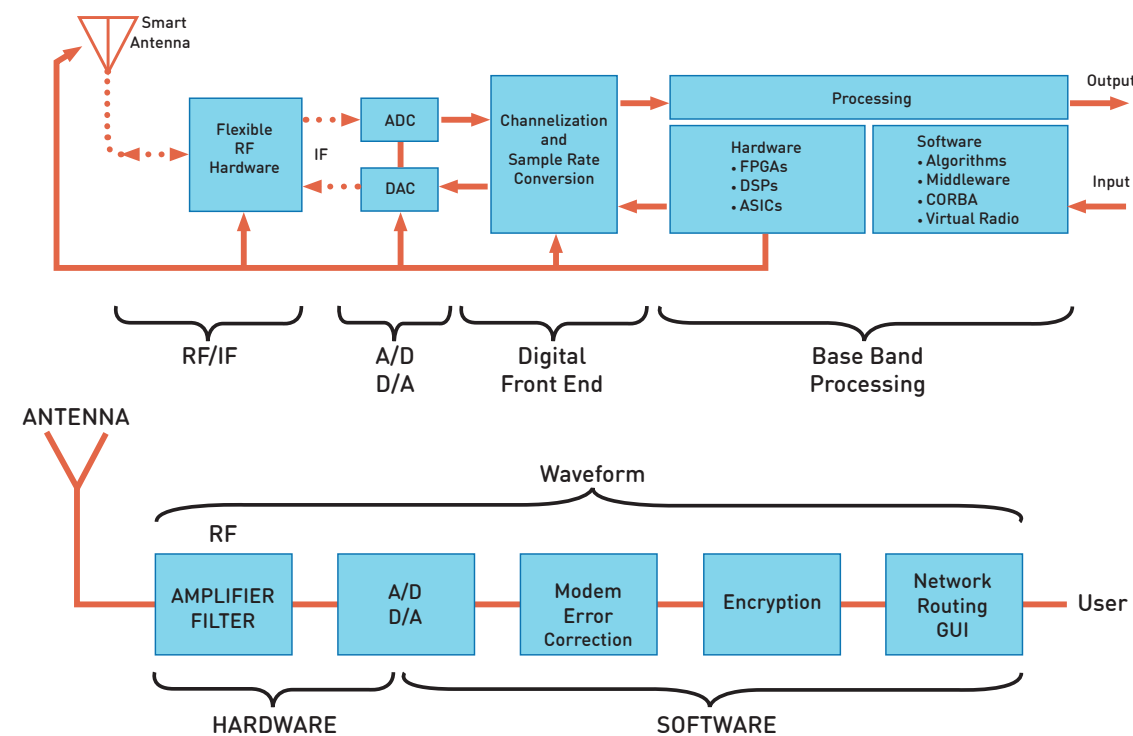 Smart
Antenna
Flexible
RF
Hardware
IF
ADC
DAC
Channelization
and
Sample Rate
Conversion
Processing
Hardware
• FPGAs
• DSPs
• ASICs
Software
• Algorithms
• Middleware
• CORBA
• Virtual Radio
Output
Input
RF/IF
A/D
D/A
Digital
Front End
Base Band
Processing
ANTENNA
Waveform
RF
AMPLIFIER
FILTER
A/D
D/A
Modem
Error
Correction
Encryption
Network
Routing
GUI
User
HARDWARE
SOFTWARE